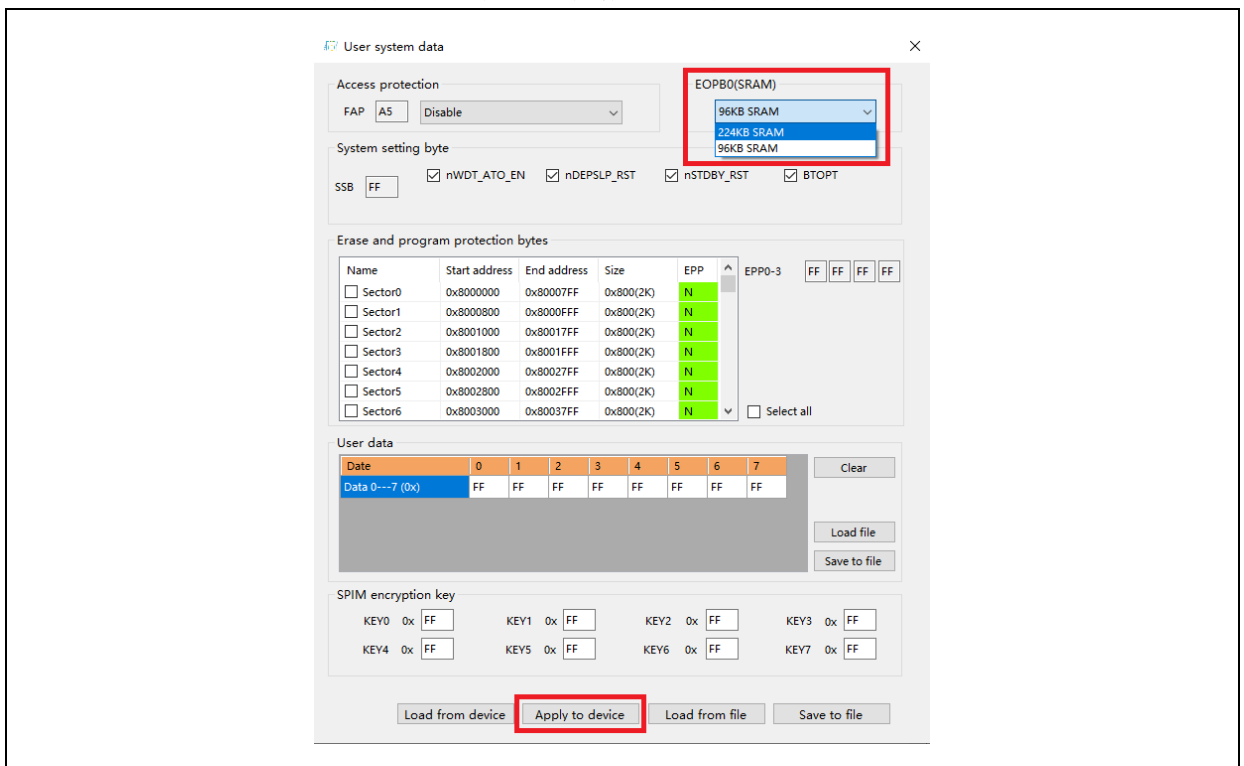 User system data
Access protection
EOPB0(SRAM)
FAP A5 Disable
96KB SRAM
224KB SRAM
96KB SRAM
System setting byte
SSB FF nWDT_ATO_EN nDEPSLP_RST nSTDBY_RST BTOPT
Erase and program protection bytes
Name Start address End address Size EPP
EPP0-3 FF FF FF FF
Sector0 0x8000000 0x80007FF 0x800(2K) N
Sector1 0x8000800 0x8000FFF 0x800(2K) N
Sector2 0x8001000 0x80017FF 0x800(2K) N
Sector3 0x8001800 0x8001FFF 0x800(2K) N
Sector4 0x8002000 0x80027FF 0x800(2K) N
Sector5 0x8002800 0x8002FFF 0x800(2K) N
Sector6 0x8003000 0x80037FF 0x800(2K) N
Select all
User data
Date 0 1 2 3 4 5 6 7
Data 0---7 (0x) FF FF FF FF FF FF FF FF
Clear
Load file
Save to file
SPIM encryption key
KEY0 0x FF KEY1 0x FF KEY2 0x FF KEY3 0x FF
KEY4 0x FF KEY5 0x FF KEY6 0x FF KEY7 0x FF
Load from device Apply to device Load from file Save to file